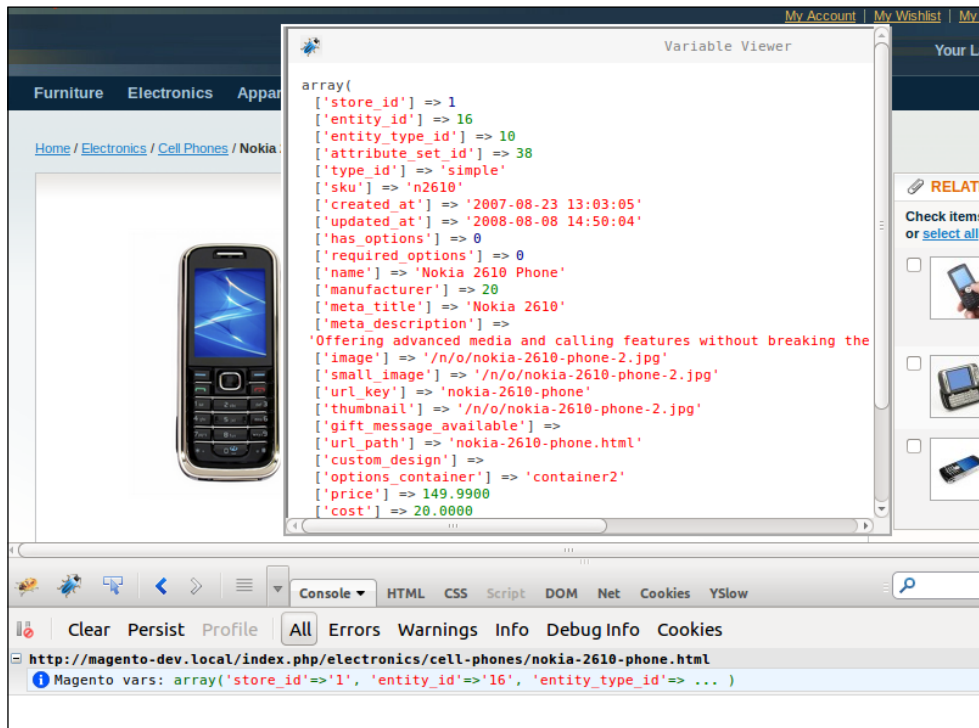 My Account | My Wishlist | My
Variable Viewer
Your L
Furniture Electronics Appar
Home / Electronics / Cell Phones / Nokia
array(
['store_id'] => 1
['entity_id'] => 16
['entity_type_id'] => 10
['attribute_set_id'] => 38
['type_id'] => 'simple'
['sku'] => 'n2610'
['created_at'] => '2007-08-23 13:03:05'
['updated_at'] => '2008-08-08 14:50:04'
['has_options'] => 0
['required_options'] => 0
['name'] => 'Nokia 2610 Phone'
['manufacturer'] => 20
['meta_title'] => 'Nokia 2610'
['meta_description'] =>
'Offering advanced media and calling features without breaking the
['image'] => '/n/o/nokia-2610-phone-2.jpg'
['small_image'] => '/n/o/nokia-2610-phone-2.jpg'
['url_key'] => 'nokia-2610-phone'
['thumbnail'] => '/n/o/nokia-2610-phone-2.jpg'
['gift_message_available'] =>
['url_path'] => 'nokia-2610-phone.html'
['custom_design'] =>
['options_container'] => 'container2'
['price'] => 149.9900
['cost'] => 20.0000
RELAT
Check items
or select all
Console HTML CSS Script DOM Net Cookies YSlow
Clear Persist Profile All Errors Warnings Info Debug Info Cookies
http://magento-dev.local/index.php/electronics/cell-phones/nokia-2610-phone.html
Magento vars: array('store_id'=>'1', 'entity_id'=>'16', 'entity_type_id'=> ... )